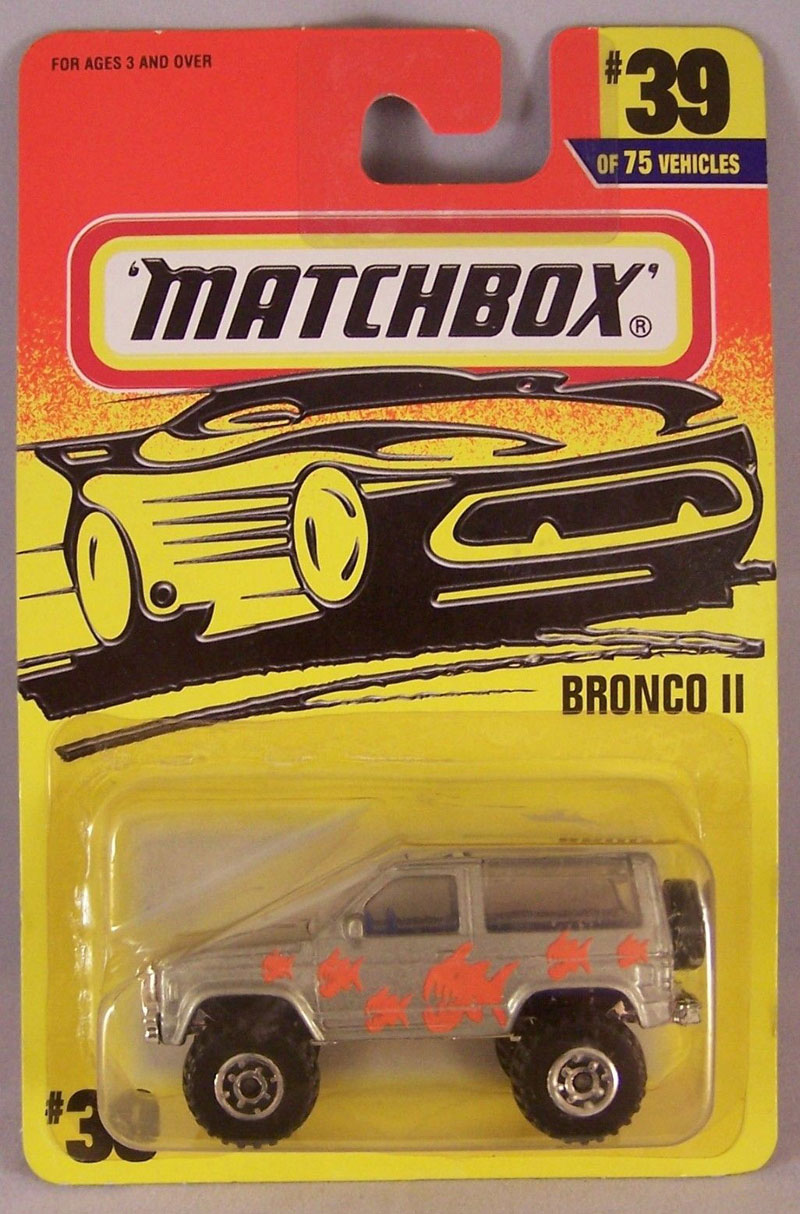 FOR AGES 3 AND OVER
#39
OF 75 VEHICLES
'MATCHBOX'®
BRONCO II